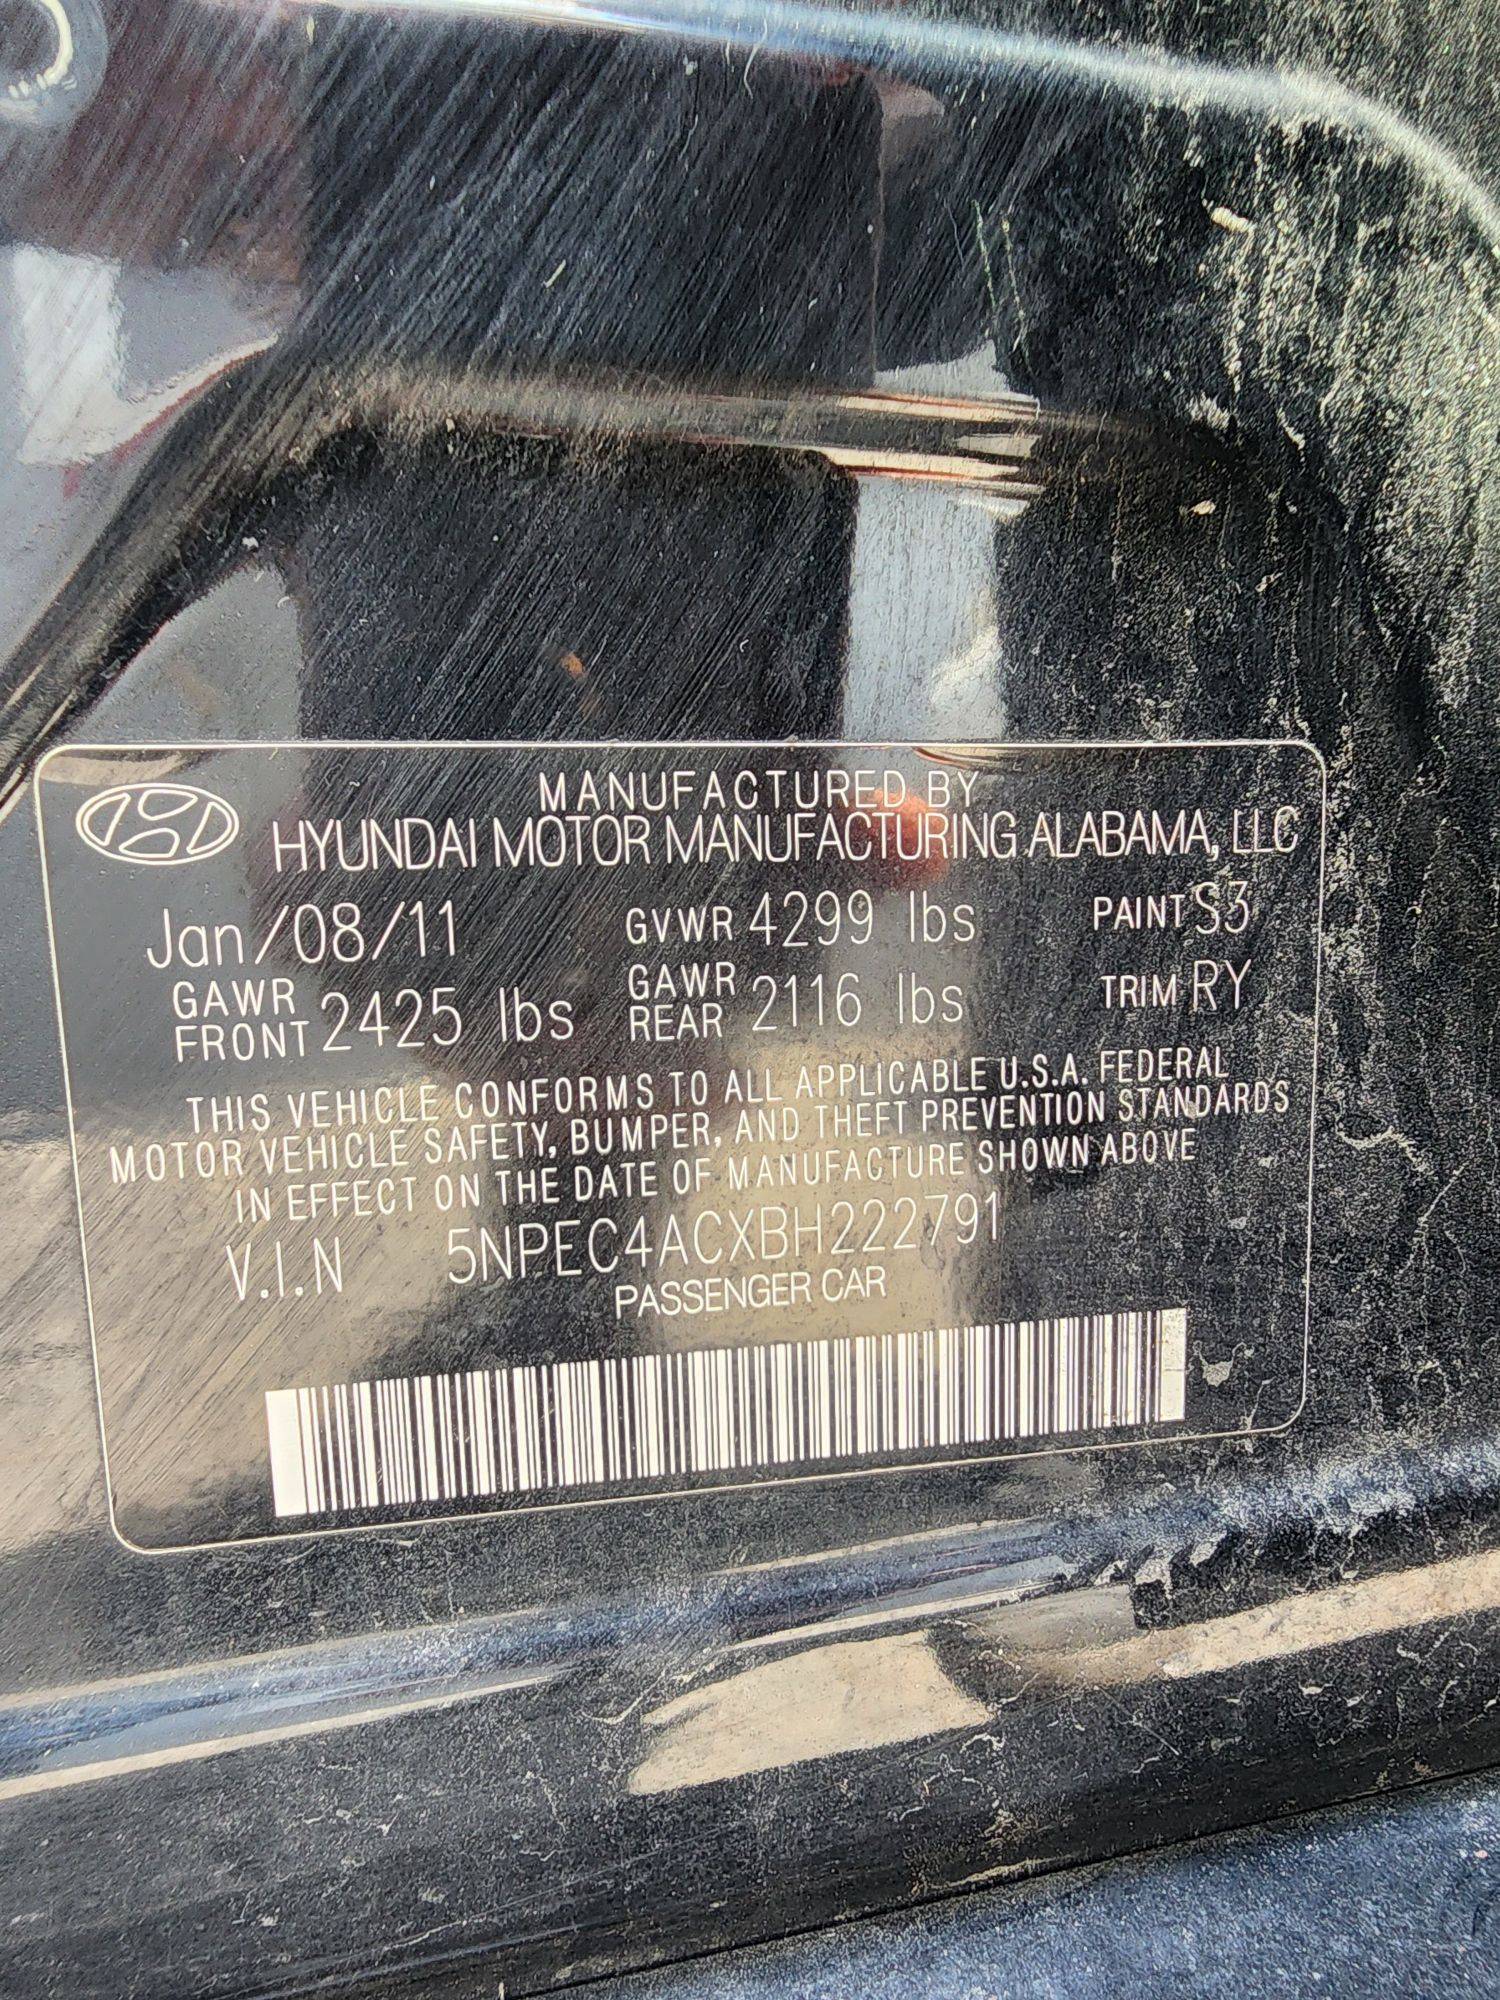 MANUFACTURED BY
HYUNDAI MOTOR MANUFACTURING ALABAMA, LLC
Jan/08/11 GVWR 4299 lbs PAINT S3
GAWR FRONT 2425 lbs GAWR REAR 2116 lbs TRIM RY
THIS VEHICLE CONFORMS TO ALL APPLICABLE U.S.A. FEDERAL
MOTOR VEHICLE SAFETY, BUMPER, AND THEFT PREVENTION STANDARDS
IN EFFECT ON THE DATE OF MANUFACTURE SHOWN ABOVE
V.I.N 5NPEC4ACXBH222791
PASSENGER CAR